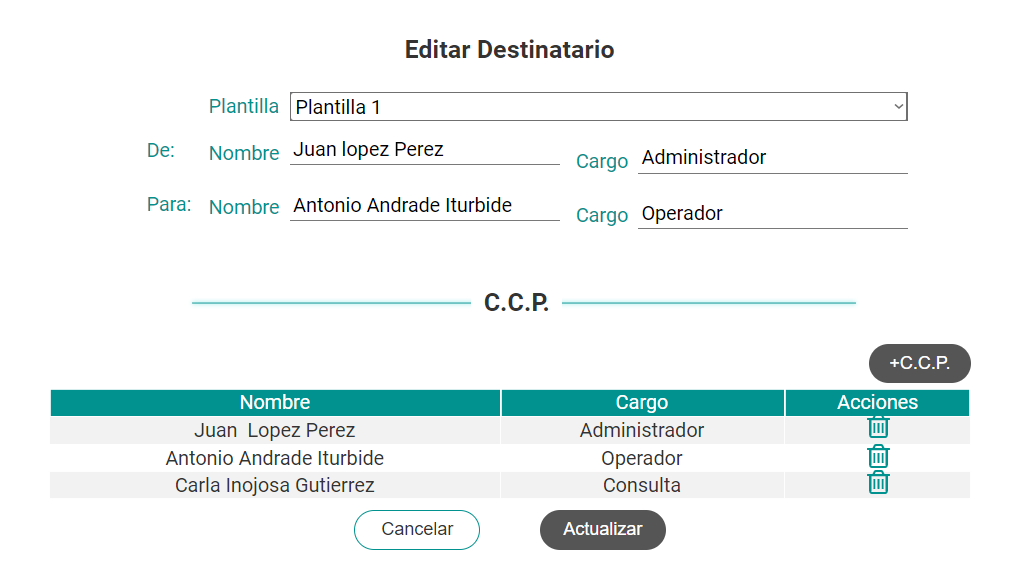 Editar Destinatario
Plantilla Plantilla 1
De: Nombre Juan lopez Perez Cargo Administrador
Para: Nombre Antonio Andrade Iturbide Cargo Operador
C.C.P.
+C.C.P.
Nombre Cargo Acciones
Juan  Lopez Perez Administrador
Antonio Andrade Iturbide Operador
Carla Inojosa Gutierrez Consulta
Cancelar Actualizar